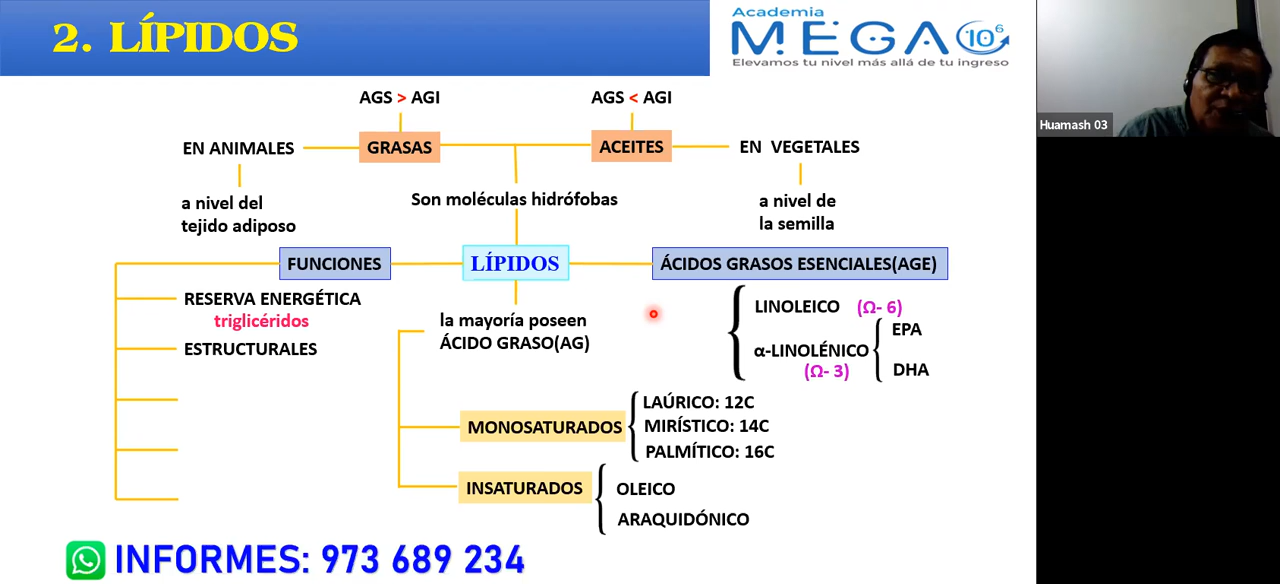 2. LÍPIDOS
Academia
MEGA 10⁶
Elevamos tu nivel más allá de tu ingreso
Huamash 03
AGS > AGI
AGS < AGI
EN ANIMALES
GRASAS
ACEITES
EN VEGETALES
a nivel del
tejido adiposo
Son moléculas hidrófobas
a nivel de
la semilla
FUNCIONES
LÍPIDOS
ÁCIDOS GRASOS ESENCIALES(AGE)
RESERVA ENERGÉTICA
triglicéridos
ESTRUCTURALES
la mayoría poseen
ÁCIDO GRASO(AG)
LINOLEICO (Ω- 6)
α-LINOLÉNICO
(Ω- 3)
EPA
DHA
MONOSATURADOS
LAÚRICO: 12C
MIRÍSTICO: 14C
PALMÍTICO: 16C
INSATURADOS
OLEICO
ARAQUIDÓNICO
INFORMES: 973 689 234